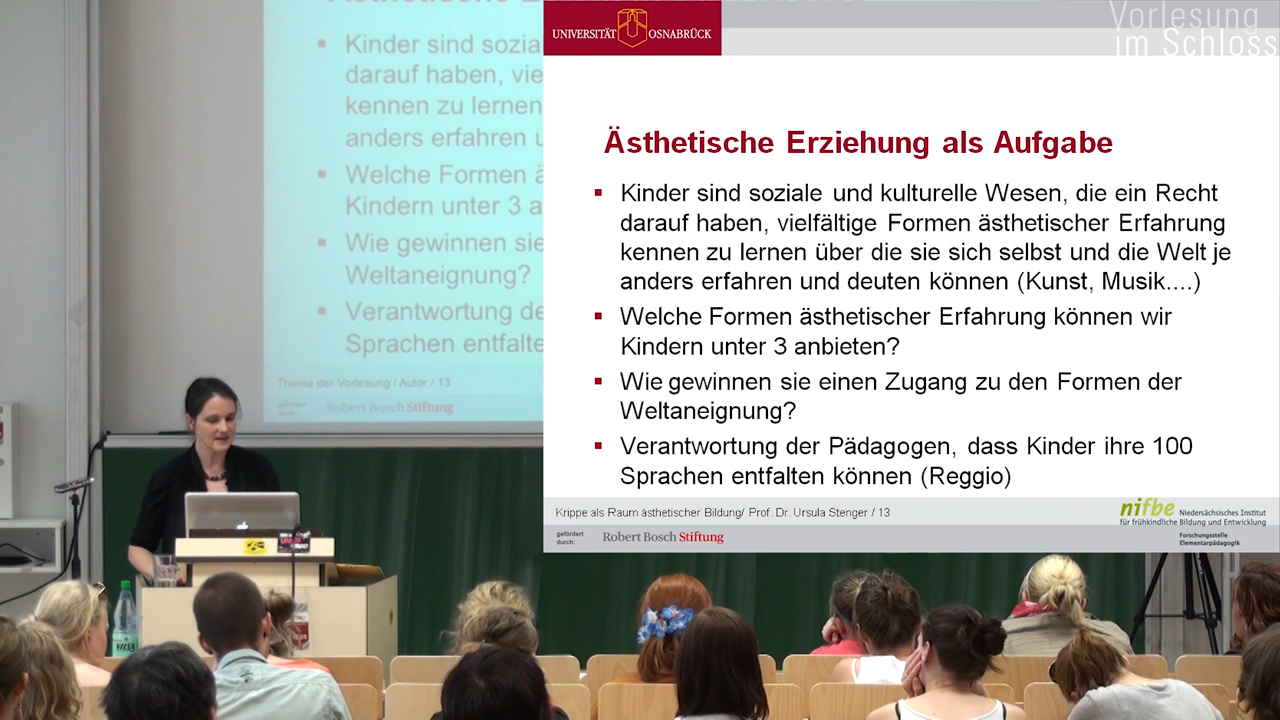 Kinder sind sozia
darauf haben, vie
kennen zu lernen
anders erfahren u
Welche Formen ä
Kindern unter 3 a
Wie gewinnen sie
Weltaneignung?
Verantwortung de
Sprachen entfalte
Thema der Vorlesung / Autor / 13
gefördert
durch:
Robert Bosch Stiftung
UNIVERSITÄT OSNABRÜCK
Vorlesung
im Schloss
Ästhetische Erziehung als Aufgabe
Kinder sind soziale und kulturelle Wesen, die ein Recht
darauf haben, vielfältige Formen ästhetischer Erfahrung
kennen zu lernen über die sie sich selbst und die Welt je
anders erfahren und deuten können (Kunst, Musik....)
Welche Formen ästhetischer Erfahrung können wir
Kindern unter 3 anbieten?
Wie gewinnen sie einen Zugang zu den Formen der
Weltaneignung?
Verantwortung der Pädagogen, dass Kinder ihre 100
Sprachen entfalten können (Reggio)
Krippe als Raum ästhetischer Bildung/ Prof. Dr. Ursula Stenger / 13
gefördert
durch:
Robert Bosch Stiftung
nifbe Niedersächsisches Institut
für frühkindliche Bildung und Entwicklung
Forschungsstelle
Elementarpädagogik